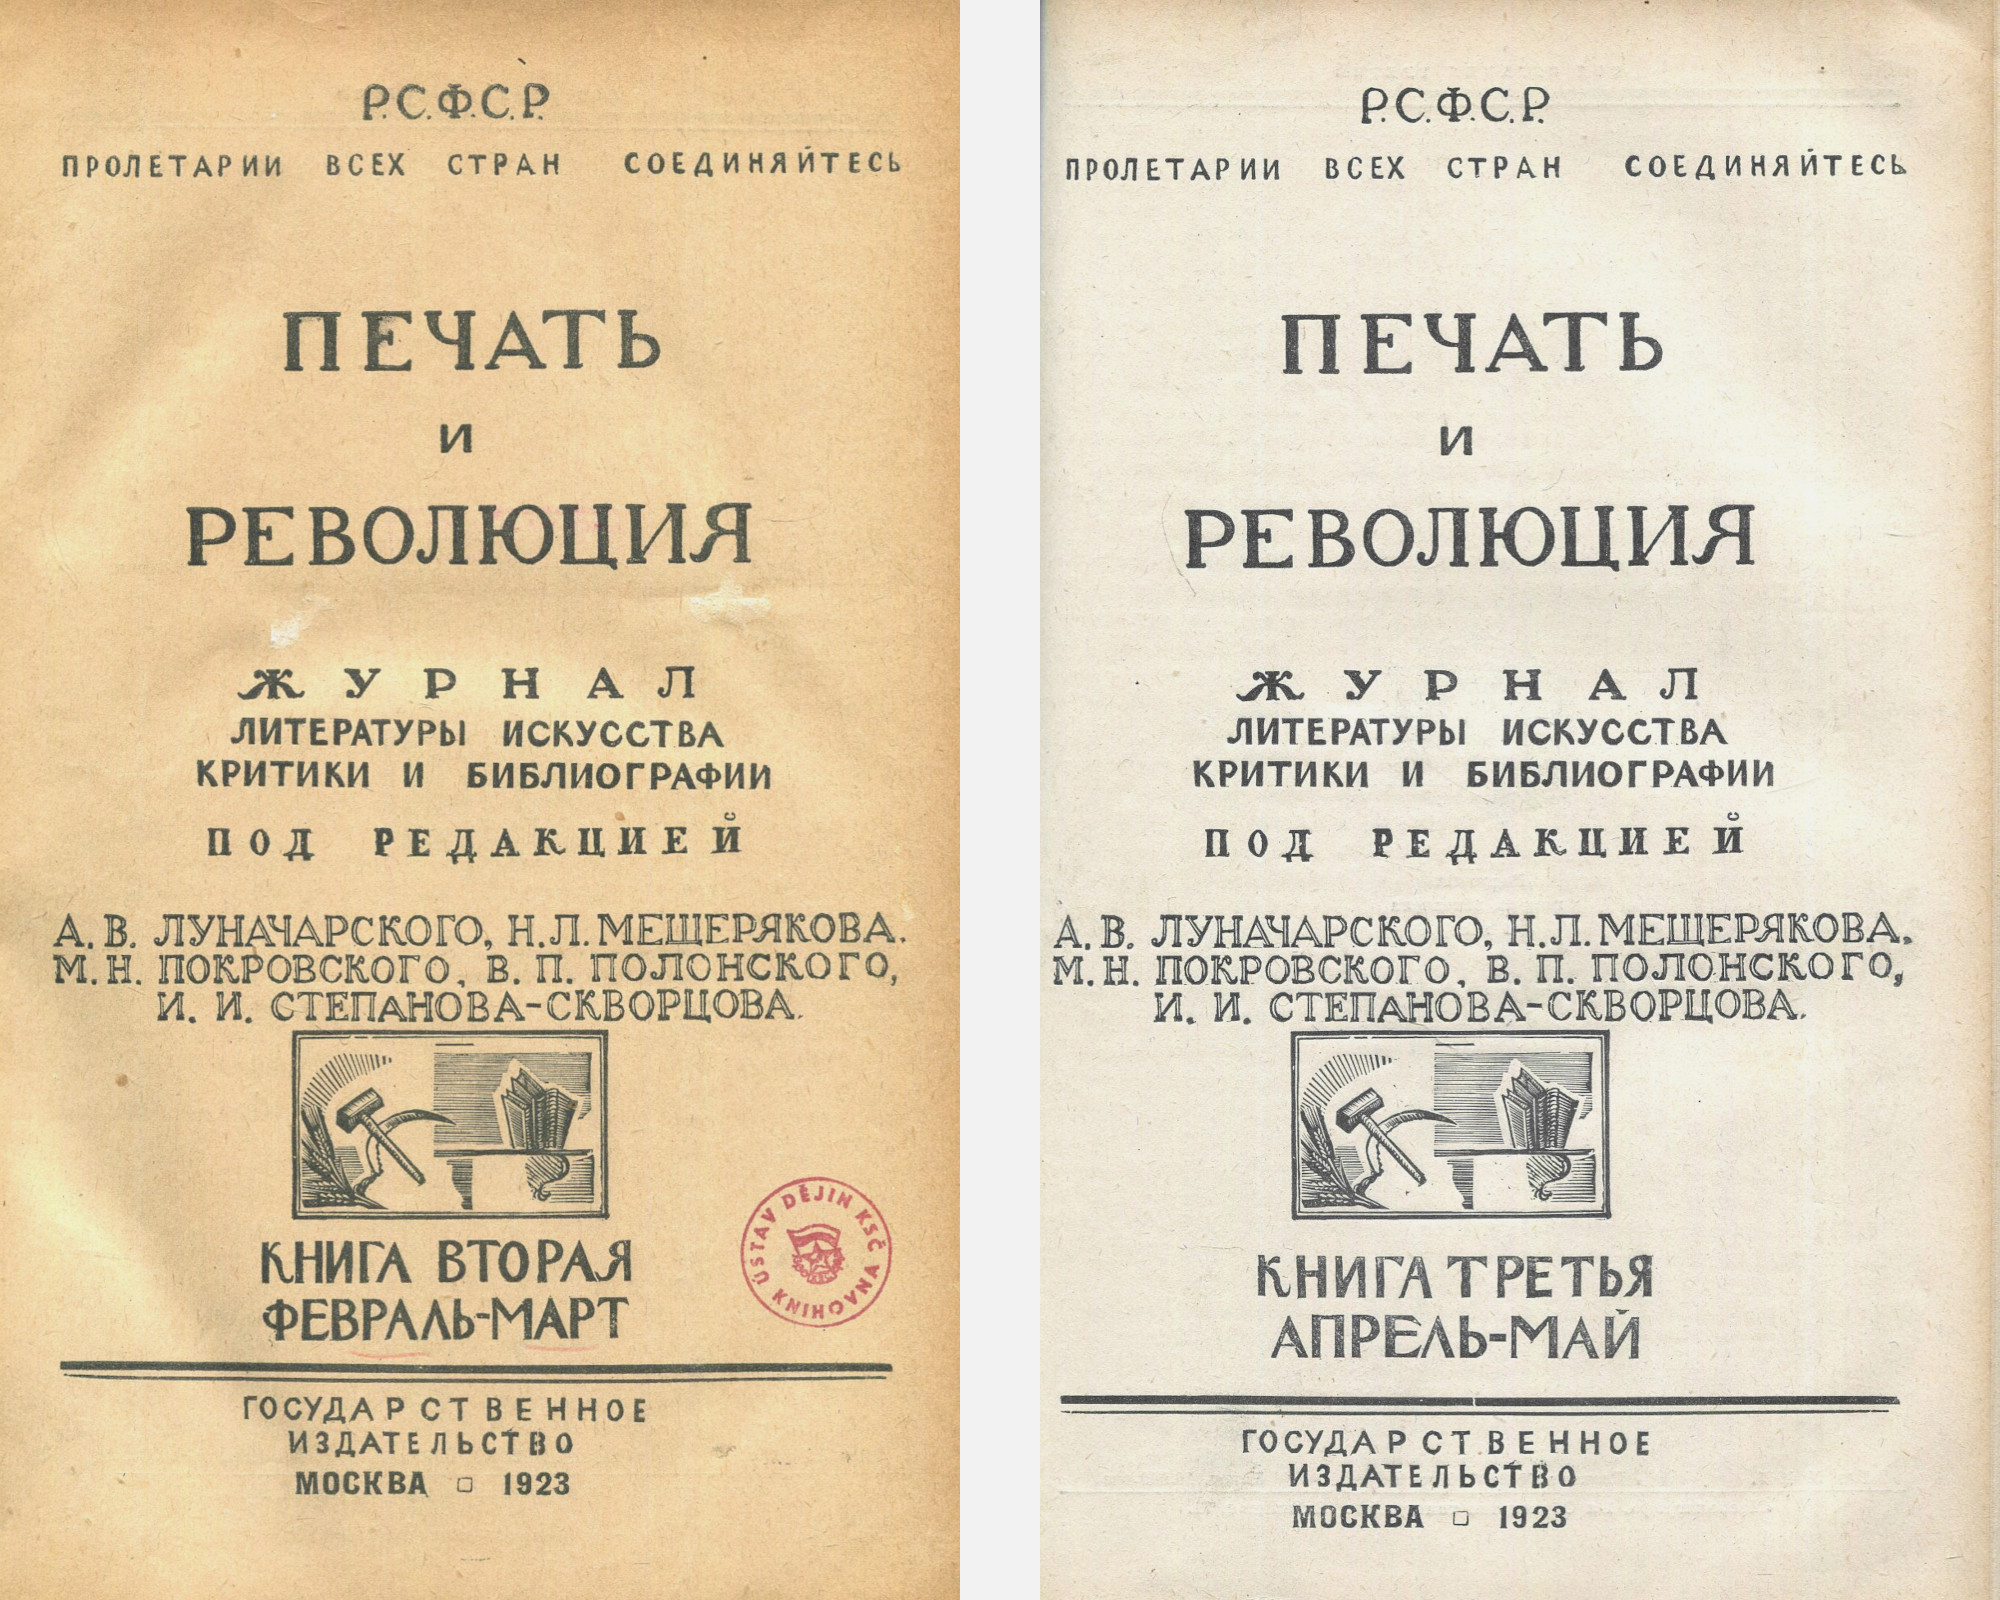 Р.С.Ф.С.Р.
ПРОЛЕТАРИИ ВСЕХ СТРАН СОЕДИНЯЙТЕСЬ
ПЕЧАТЬ
И
РЕВОЛЮЦИЯ
ЖУРНАЛ
ЛИТЕРАТУРЫ ИСКУССТВА
КРИТИКИ И БИБЛИОГРАФИИ
ПОД РЕДАКЦИЕЙ
А. В. ЛУНАЧАРСКОГО, Н. Л. МЕЩЕРЯКОВА.
М. Н. ПОКРОВСКОГО, В. П. ПОЛОНСКОГО,
И. И. СТЕПАНОВА-СКВОРЦОВА.
КНИГА ВТОРАЯ
ФЕВРАЛЬ-МАРТ
ÚSTAV DĚJIN KSČ
KNIHOVNA
ГОСУДАРСТВЕННОЕ
ИЗДАТЕЛЬСТВО
МОСКВА □ 1923
Р.С.Ф.С.Р.
ПРОЛЕТАРИИ ВСЕХ СТРАН СОЕДИНЯЙТЕСЬ
ПЕЧАТЬ
И
РЕВОЛЮЦИЯ
ЖУРНАЛ
ЛИТЕРАТУРЫ ИСКУССТВА
КРИТИКИ И БИБЛИОГРАФИИ
ПОД РЕДАКЦИЕЙ
А. В. ЛУНАЧАРСКОГО, Н. Л. МЕЩЕРЯКОВА.
М. Н. ПОКРОВСКОГО, В. П. ПОЛОНСКОГО,
И. И. СТЕПАНОВА-СКВОРЦОВА.
КНИГА ТРЕТЬЯ
АПРЕЛЬ-МАЙ
ГОСУДАРСТВЕННОЕ
ИЗДАТЕЛЬСТВО
МОСКВА □ 1923